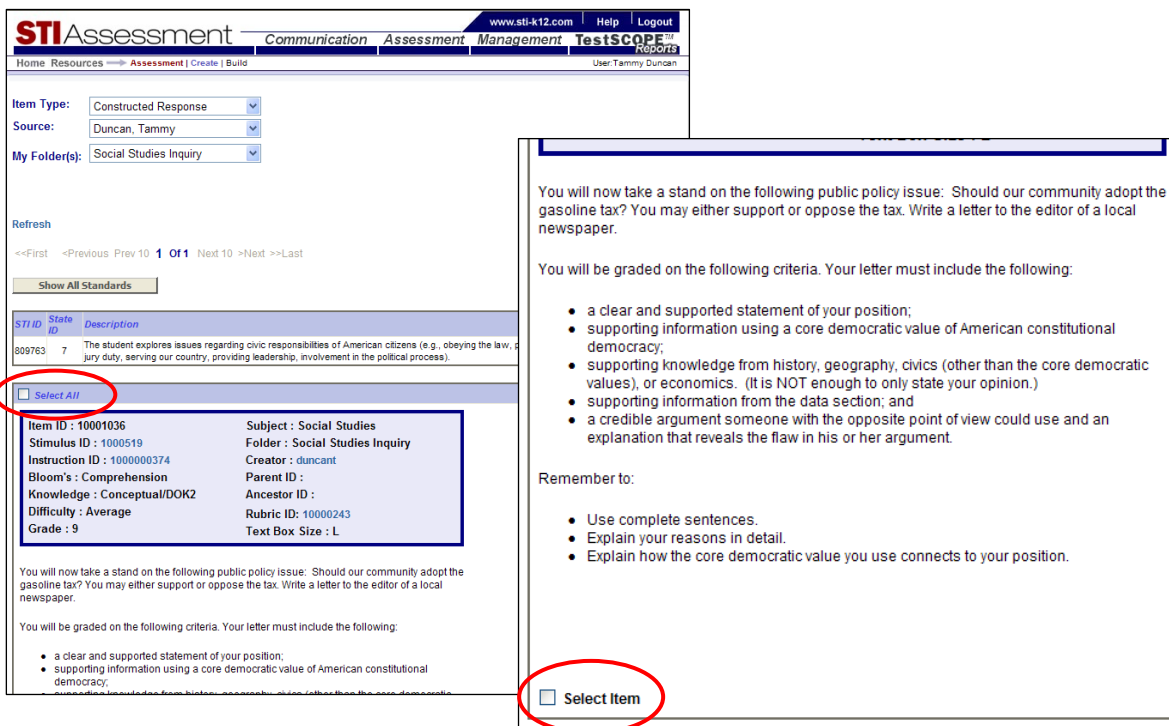 www.sti-k12.com Help Logout
STIAssessment Communication Assessment Management TestSCOPE™ Reports
Home Resources Assessment | Create | Build User:Tammy Duncan
Item Type: Constructed Response
Source: Duncan, Tammy
My Folder(s): Social Studies Inquiry
Refresh
<<First <Previous Prev 10 1 Of 1 Next 10 >Next >>Last
Show All Standards
STI ID State ID Description
809763 7 The student explores issues regarding civic responsibilities of American citizens (e.g., obeying the law,
jury duty, serving our country, providing leadership, involvement in the political process).
Select All
Item ID : 10001036 Subject : Social Studies
Stimulus ID : 1000519 Folder : Social Studies Inquiry
Instruction ID : 1000000374 Creator : duncant
Bloom's : Comprehension Parent ID :
Knowledge : Conceptual/DOK2 Ancestor ID :
Difficulty : Average Rubric ID: 10000243
Grade : 9 Text Box Size : L
You will now take a stand on the following public policy issue: Should our community adopt the
gasoline tax? You may either support or oppose the tax. Write a letter to the editor of a local
newspaper.
You will be graded on the following criteria. Your letter must include the following:
• a clear and supported statement of your position;
• supporting information using a core democratic value of American constitutional
democracy;
You will now take a stand on the following public policy issue: Should our community adopt the
gasoline tax? You may either support or oppose the tax. Write a letter to the editor of a local
newspaper.
You will be graded on the following criteria. Your letter must include the following:
• a clear and supported statement of your position;
• supporting information using a core democratic value of American constitutional
democracy;
• supporting knowledge from history, geography, civics (other than the core democratic
values), or economics. (It is NOT enough to only state your opinion.)
• supporting information from the data section; and
• a credible argument someone with the opposite point of view could use and an
explanation that reveals the flaw in his or her argument.
Remember to:
• Use complete sentences.
• Explain your reasons in detail.
• Explain how the core democratic value you use connects to your position.
Select Item